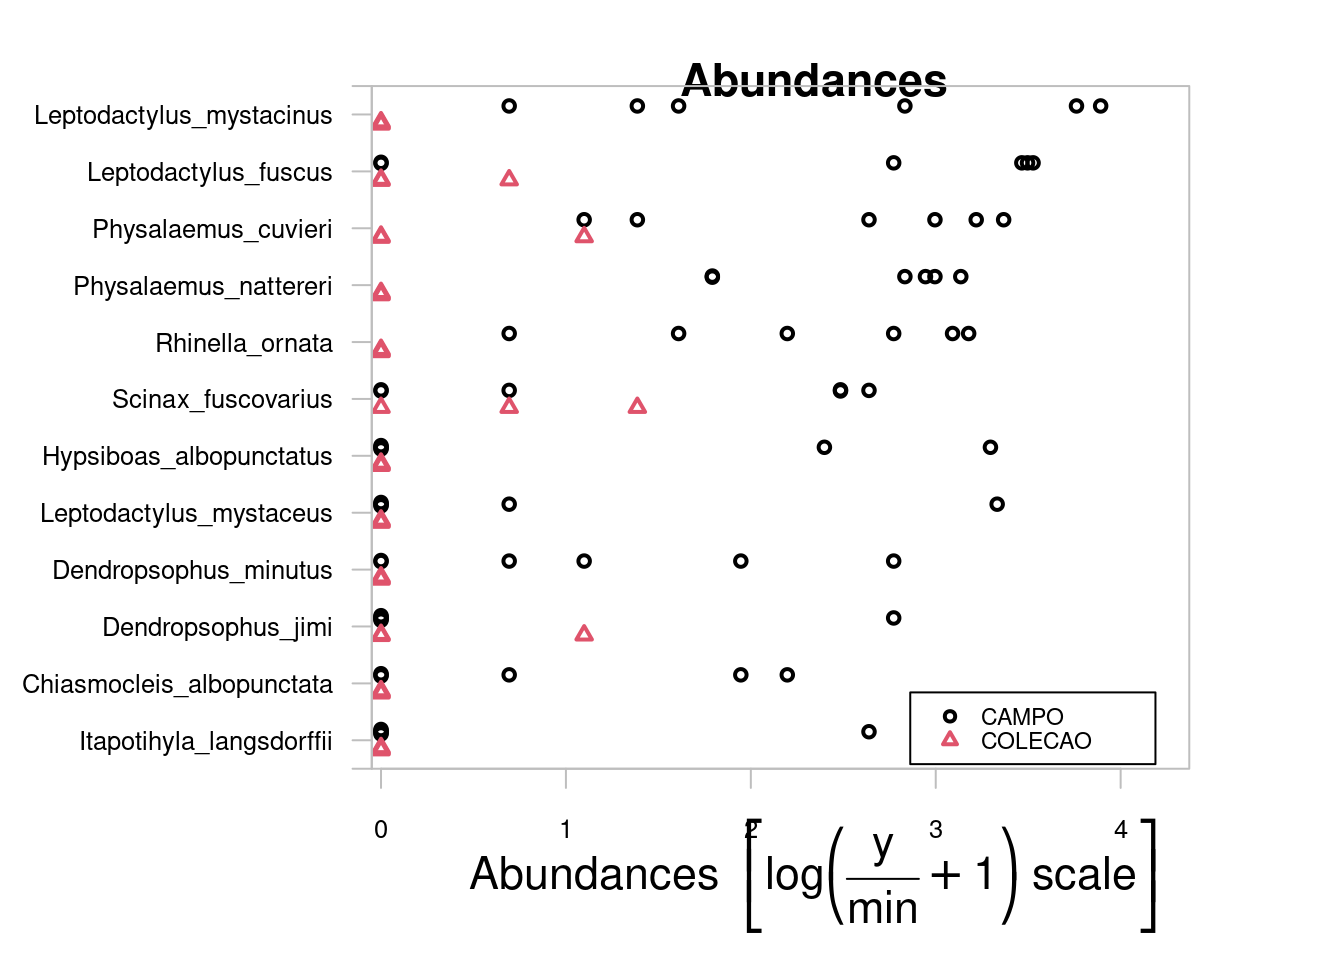 Abundances
Leptodactylus_mystacinus
Leptodactylus_fuscus
Physalaemus_cuvieri
Physalaemus_nattereri
Rhinella_ornata
Scinax_fuscovarius
Hypsiboas_albopunctatus
Leptodactylus_mystaceus
Dendropsophus_minutus
Dendropsophus_jimi
Chiasmocleis_albopunctata
Itapotihyla_langsdorffii
CAMPO
COLECAO
0 1 2 3 4
Abundances [log(y/min + 1) scale]